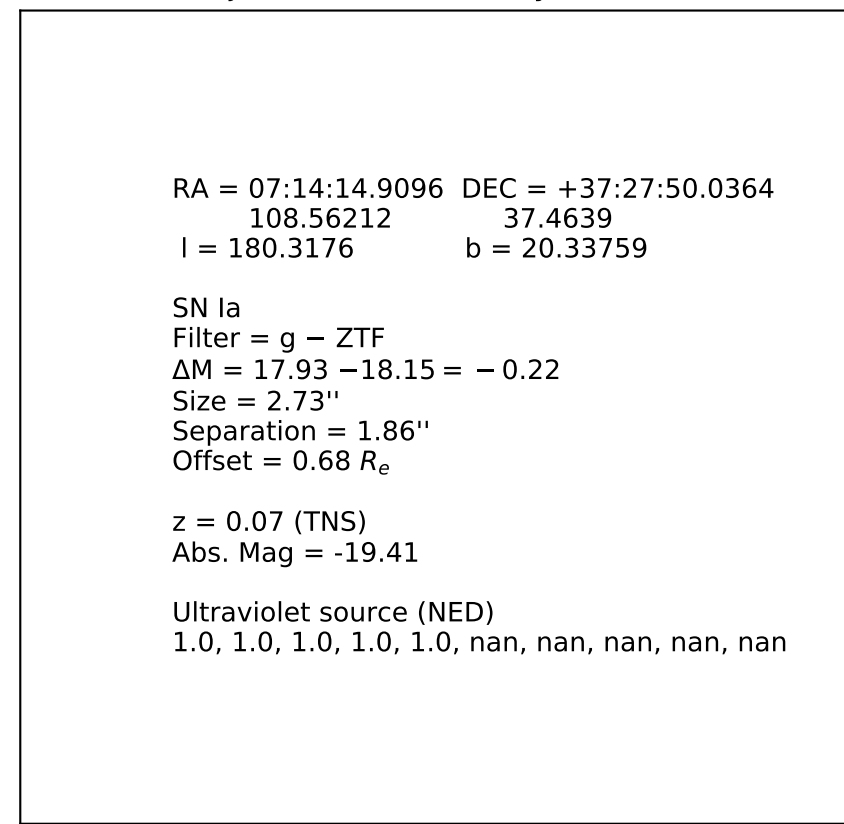 RA = 07:14:14.9096  DEC = +37:27:50.0364
108.56212  37.4639
l = 180.3176  b = 20.33759
SN Ia
Filter = g − ZTF
ΔM = 17.93 −18.15 = − 0.22
Size = 2.73''
Separation = 1.86''
Offset = 0.68 Rₑ
z = 0.07 (TNS)
Abs. Mag = -19.41
Ultraviolet source (NED)
1.0, 1.0, 1.0, 1.0, 1.0, nan, nan, nan, nan, nan